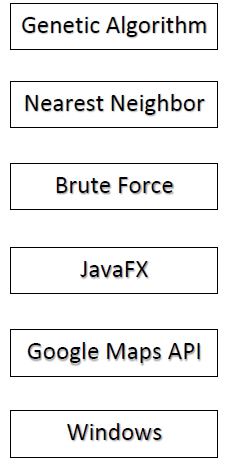 Genetic Algorithm
Nearest Neighbor
Brute Force
JavaFX
Google Maps API
Windows